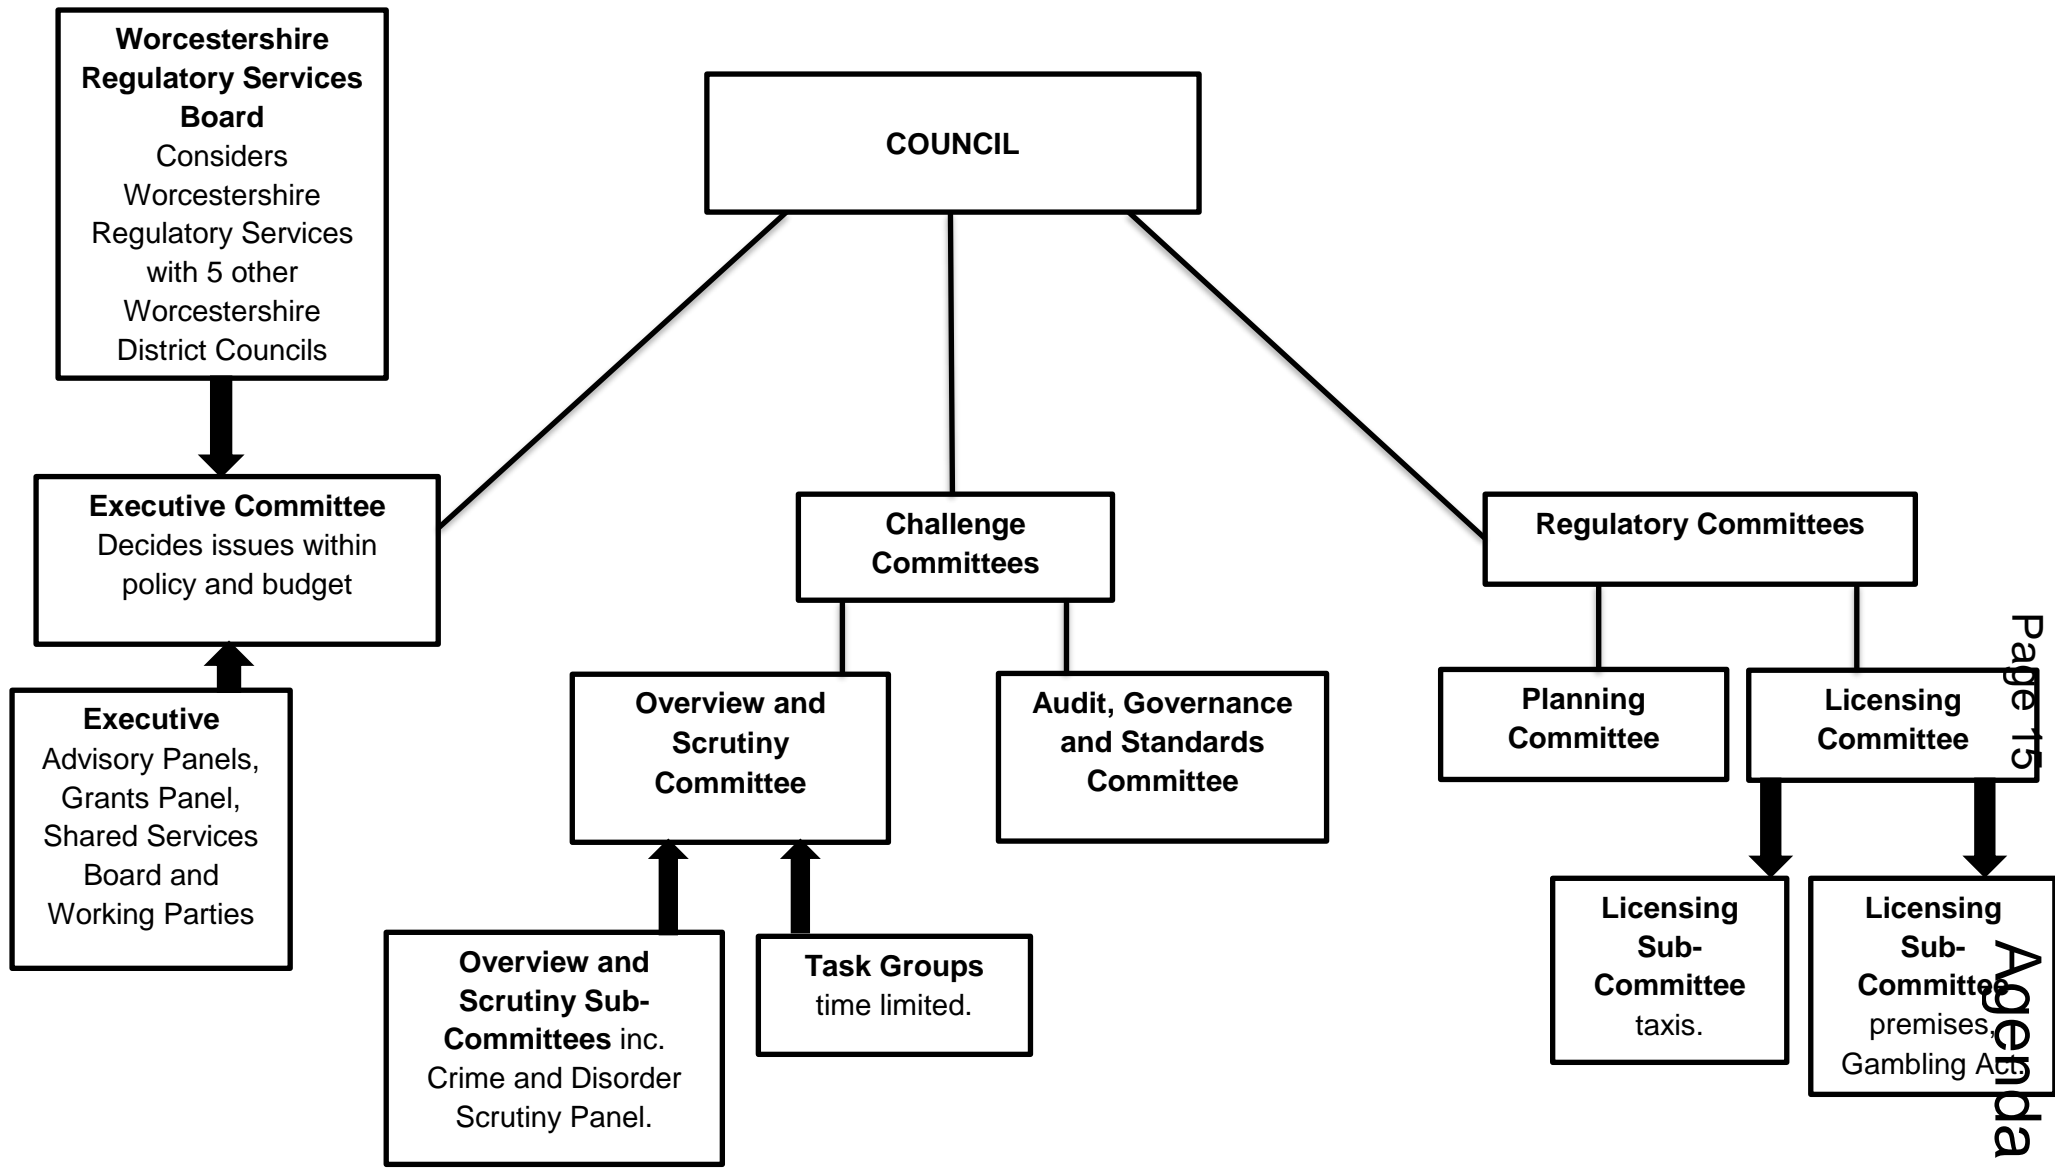 Worcestershire
Regulatory Services
Board
Considers
Worcestershire
Regulatory Services
with 5 other
Worcestershire
District Councils
COUNCIL
Executive Committee
Decides issues within
policy and budget
Challenge
Committees
Regulatory Committees
Executive
Advisory Panels,
Grants Panel,
Shared Services
Board and
Working Parties
Overview and
Scrutiny
Committee
Audit, Governance
and Standards
Committee
Planning
Committee
Licensing
Committee
Overview and
Scrutiny Sub-
Committees inc.
Crime and Disorder
Scrutiny Panel.
Task Groups
time limited.
Licensing
Sub-
Committee
taxis.
Licensing
Sub-
Committee
premises,
Gambling Act.
Page 15
Agenda